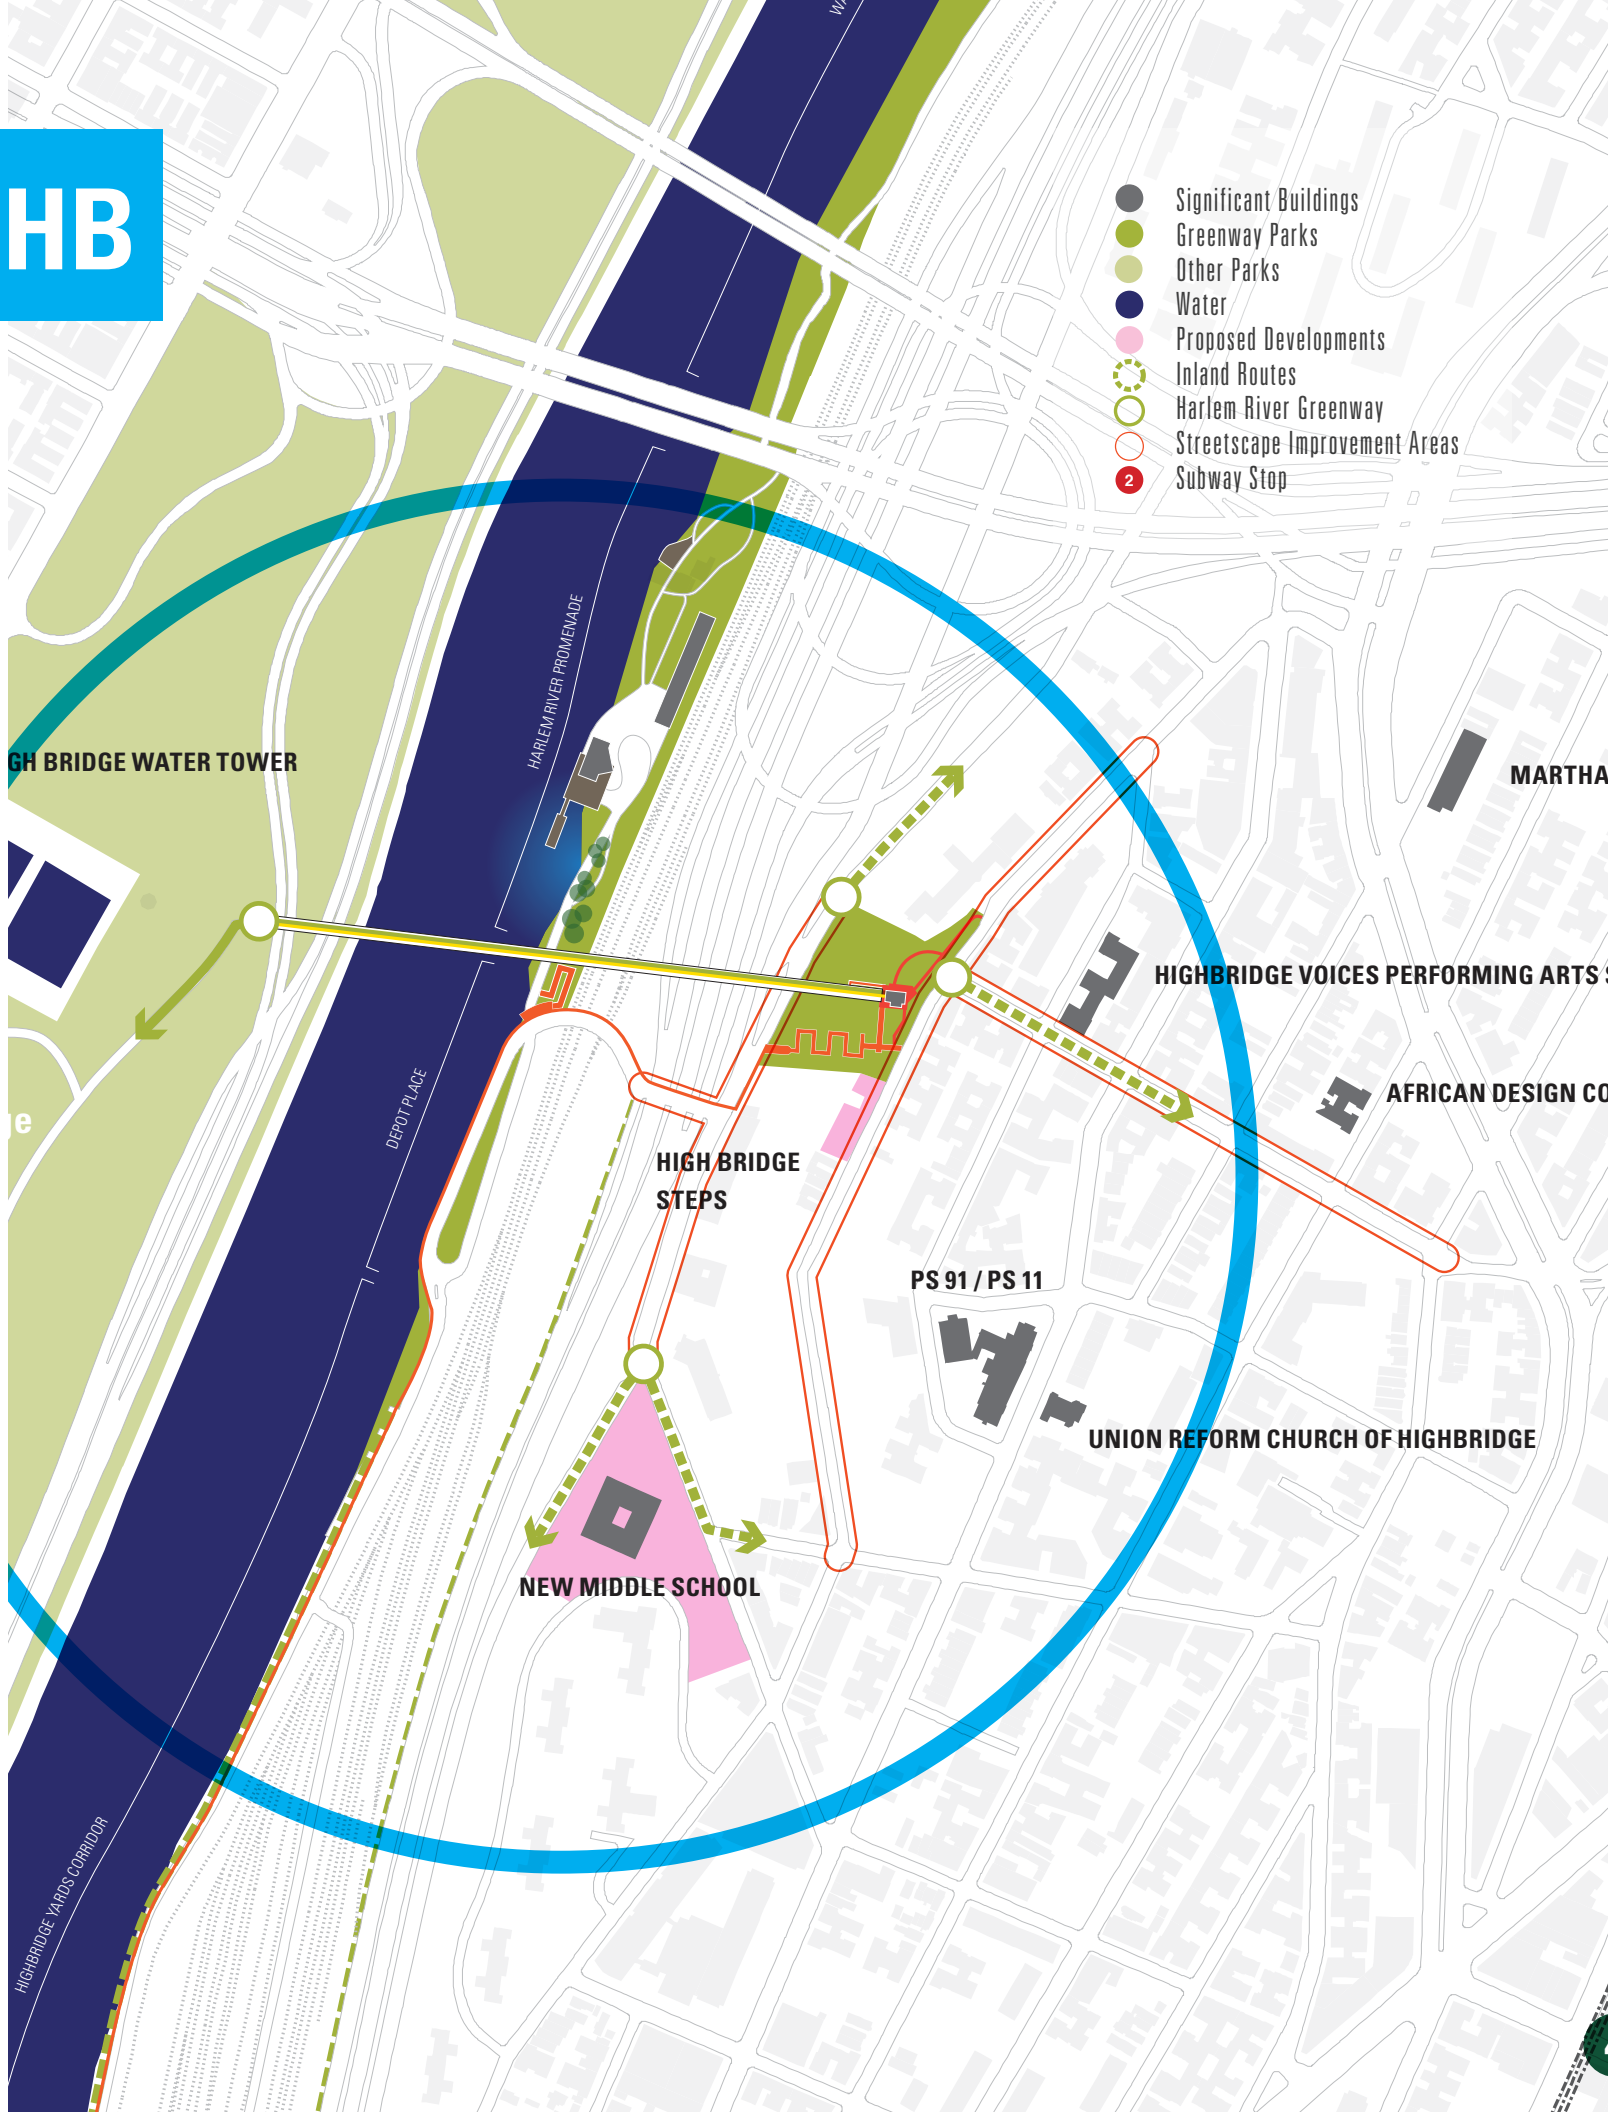 HB
Significant Buildings
Greenway Parks
Other Parks
Water
Proposed Developments
Inland Routes
Harlem River Greenway
Streetscape Improvement Areas
2 Subway Stop
HARLEM RIVER PROMENADE
GH BRIDGE WATER TOWER
MARTHA
HIGHBRIDGE VOICES PERFORMING ARTS
AFRICAN DESIGN CO
DEPOT PLACE
ge
HIGH BRIDGE
STEPS
PS 91 / PS 11
UNION REFORM CHURCH OF HIGHBRIDGE
NEW MIDDLE SCHOOL
HIGHBRIDGE YARDS CORRIDOR